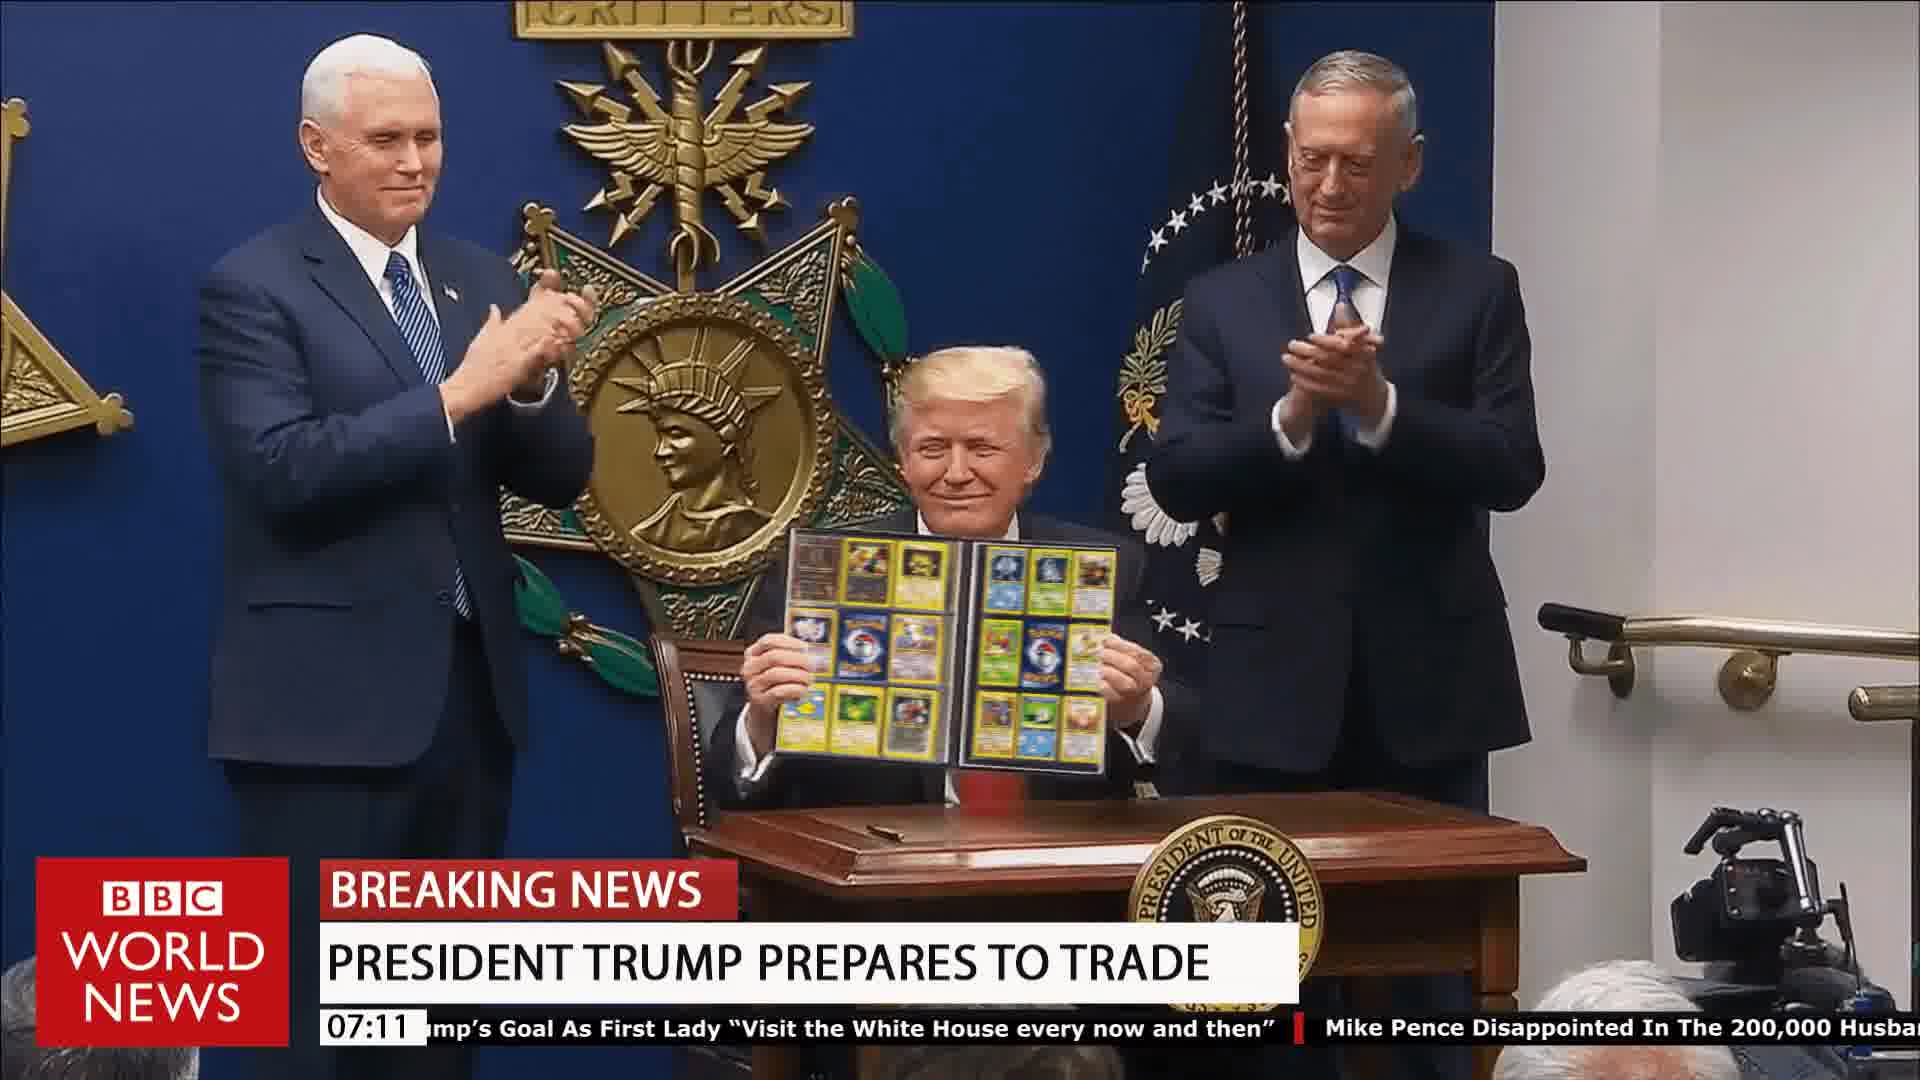 CRITTERS
PRESIDENT OF THE UNITED
BBC
WORLD
NEWS
BREAKING NEWS
PRESIDENT TRUMP PREPARES TO TRADE
07:11 ump's Goal As First Lady “Visit the White House every now and then” Mike Pence Disappointed In The 200,000 Husba